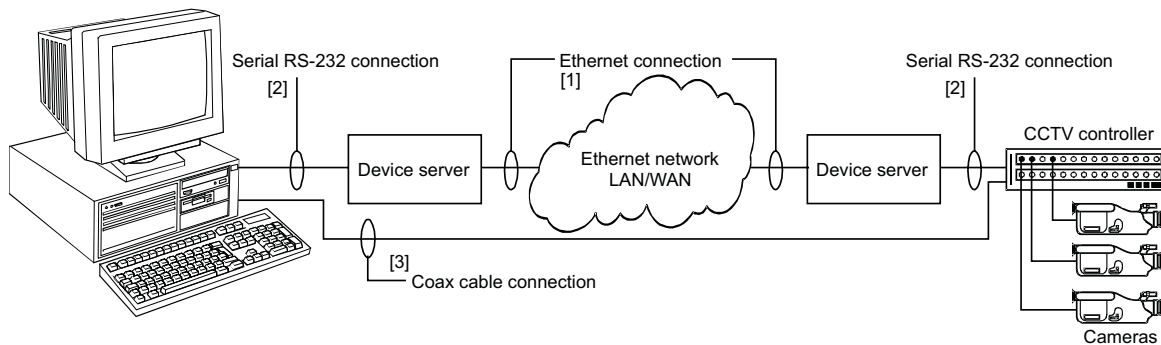 Serial RS-232 connection
[2]
Ethernet connection
[1]
Serial RS-232 connection
[2]
CCTV controller
Device server
Ethernet network
LAN/WAN
Device server
[3]
Coax cable connection
Cameras